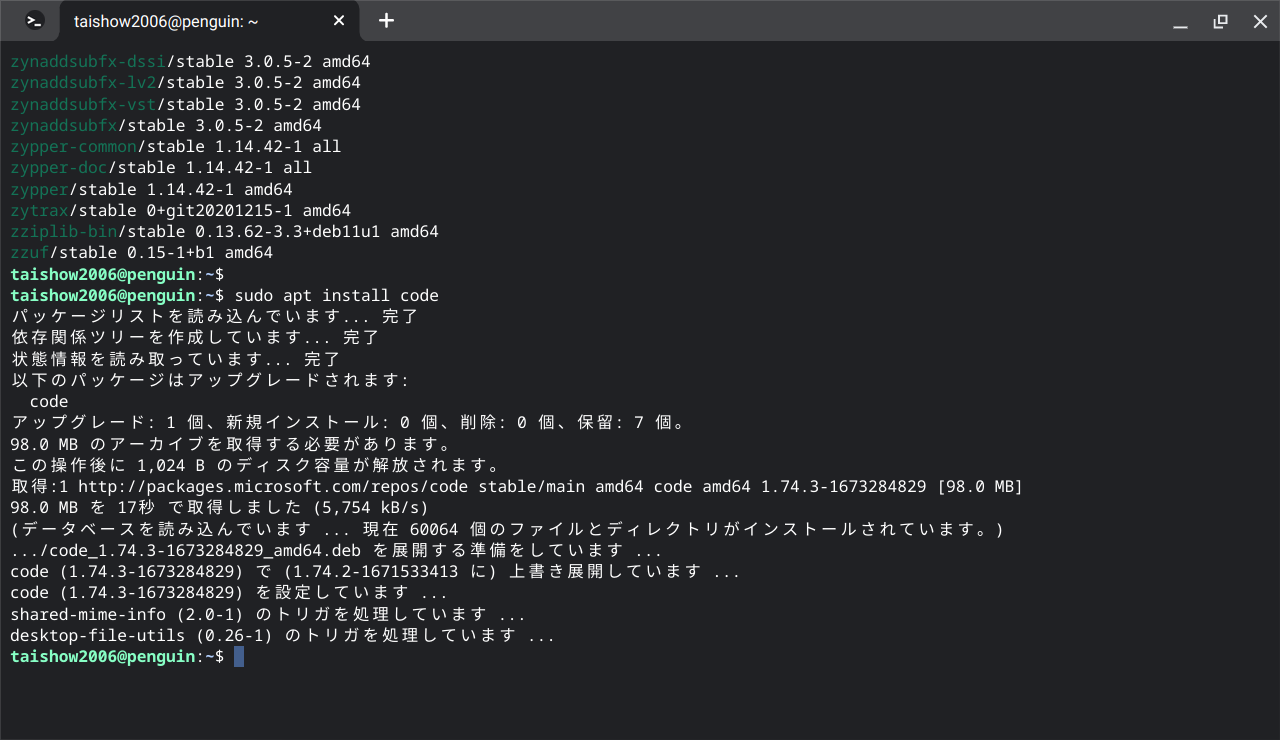 taishow2006@penguin: ~
zynaddsubfx-dssi/stable 3.0.5-2 amd64
zynaddsubfx-lv2/stable 3.0.5-2 amd64
zynaddsubfx-vst/stable 3.0.5-2 amd64
zynaddsubfx/stable 3.0.5-2 amd64
zypper-common/stable 1.14.42-1 all
zypper-doc/stable 1.14.42-1 all
zypper/stable 1.14.42-1 amd64
zytrax/stable 0+git20201215-1 amd64
zziplib-bin/stable 0.13.62-3.3+deb11u1 amd64
zzuf/stable 0.15-1+b1 amd64
taishow2006@penguin:~$
taishow2006@penguin:~$ sudo apt install code
パッケージリストを読み込んでいます... 完了
依存関係ツリーを作成しています... 完了
状態情報を読み取っています... 完了
以下のパッケージはアップグレードされます:
  code
アップグレード: 1 個、新規インストール: 0 個、削除: 0 個、保留: 7 個。
98.0 MB のアーカイブを取得する必要があります。
この操作後に 1,024 B のディスク容量が解放されます。
取得:1 http://packages.microsoft.com/repos/code stable/main amd64 code amd64 1.74.3-1673284829 [98.0 MB]
98.0 MB を 17秒 で取得しました (5,754 kB/s)
(データベースを読み込んでいます ... 現在 60064 個のファイルとディレクトリがインストールされています。)
.../code_1.74.3-1673284829_amd64.deb を展開する準備をしています ...
code (1.74.3-1673284829) で (1.74.2-1671533413 に) 上書き展開しています ...
code (1.74.3-1673284829) を設定しています ...
shared-mime-info (2.0-1) のトリガを処理しています ...
desktop-file-utils (0.26-1) のトリガを処理しています ...
taishow2006@penguin:~$